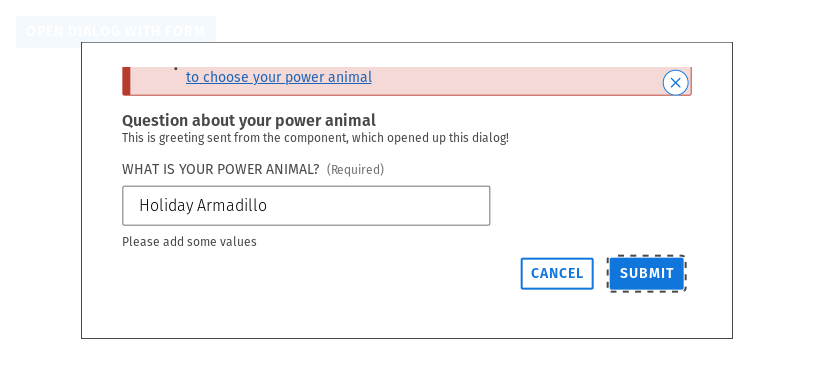 OPEN DIALOG WITH FORM
to choose your power animal
Question about your power animal
This is greeting sent from the component, which opened up this dialog!
WHAT IS YOUR POWER ANIMAL? (Required)
Holiday Armadillo
Please add some values
CANCEL SUBMIT